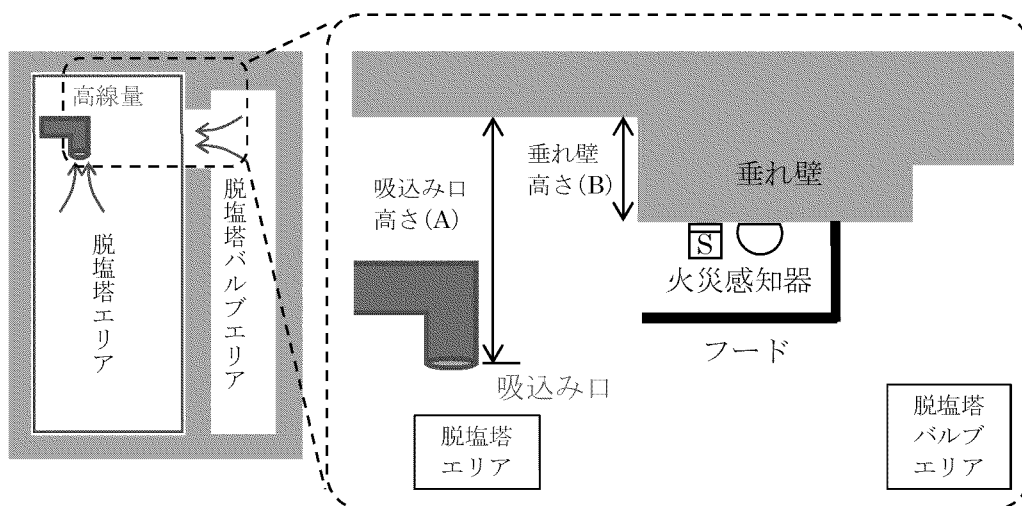 高線量
脱塩塔エリア
脱塩塔バルブエリア
吸込み口
高さ(A)
垂れ壁
高さ(B)
垂れ壁
S
火災感知器
フード
吸込み口
脱塩塔
エリア
脱塩塔
バルブ
エリア